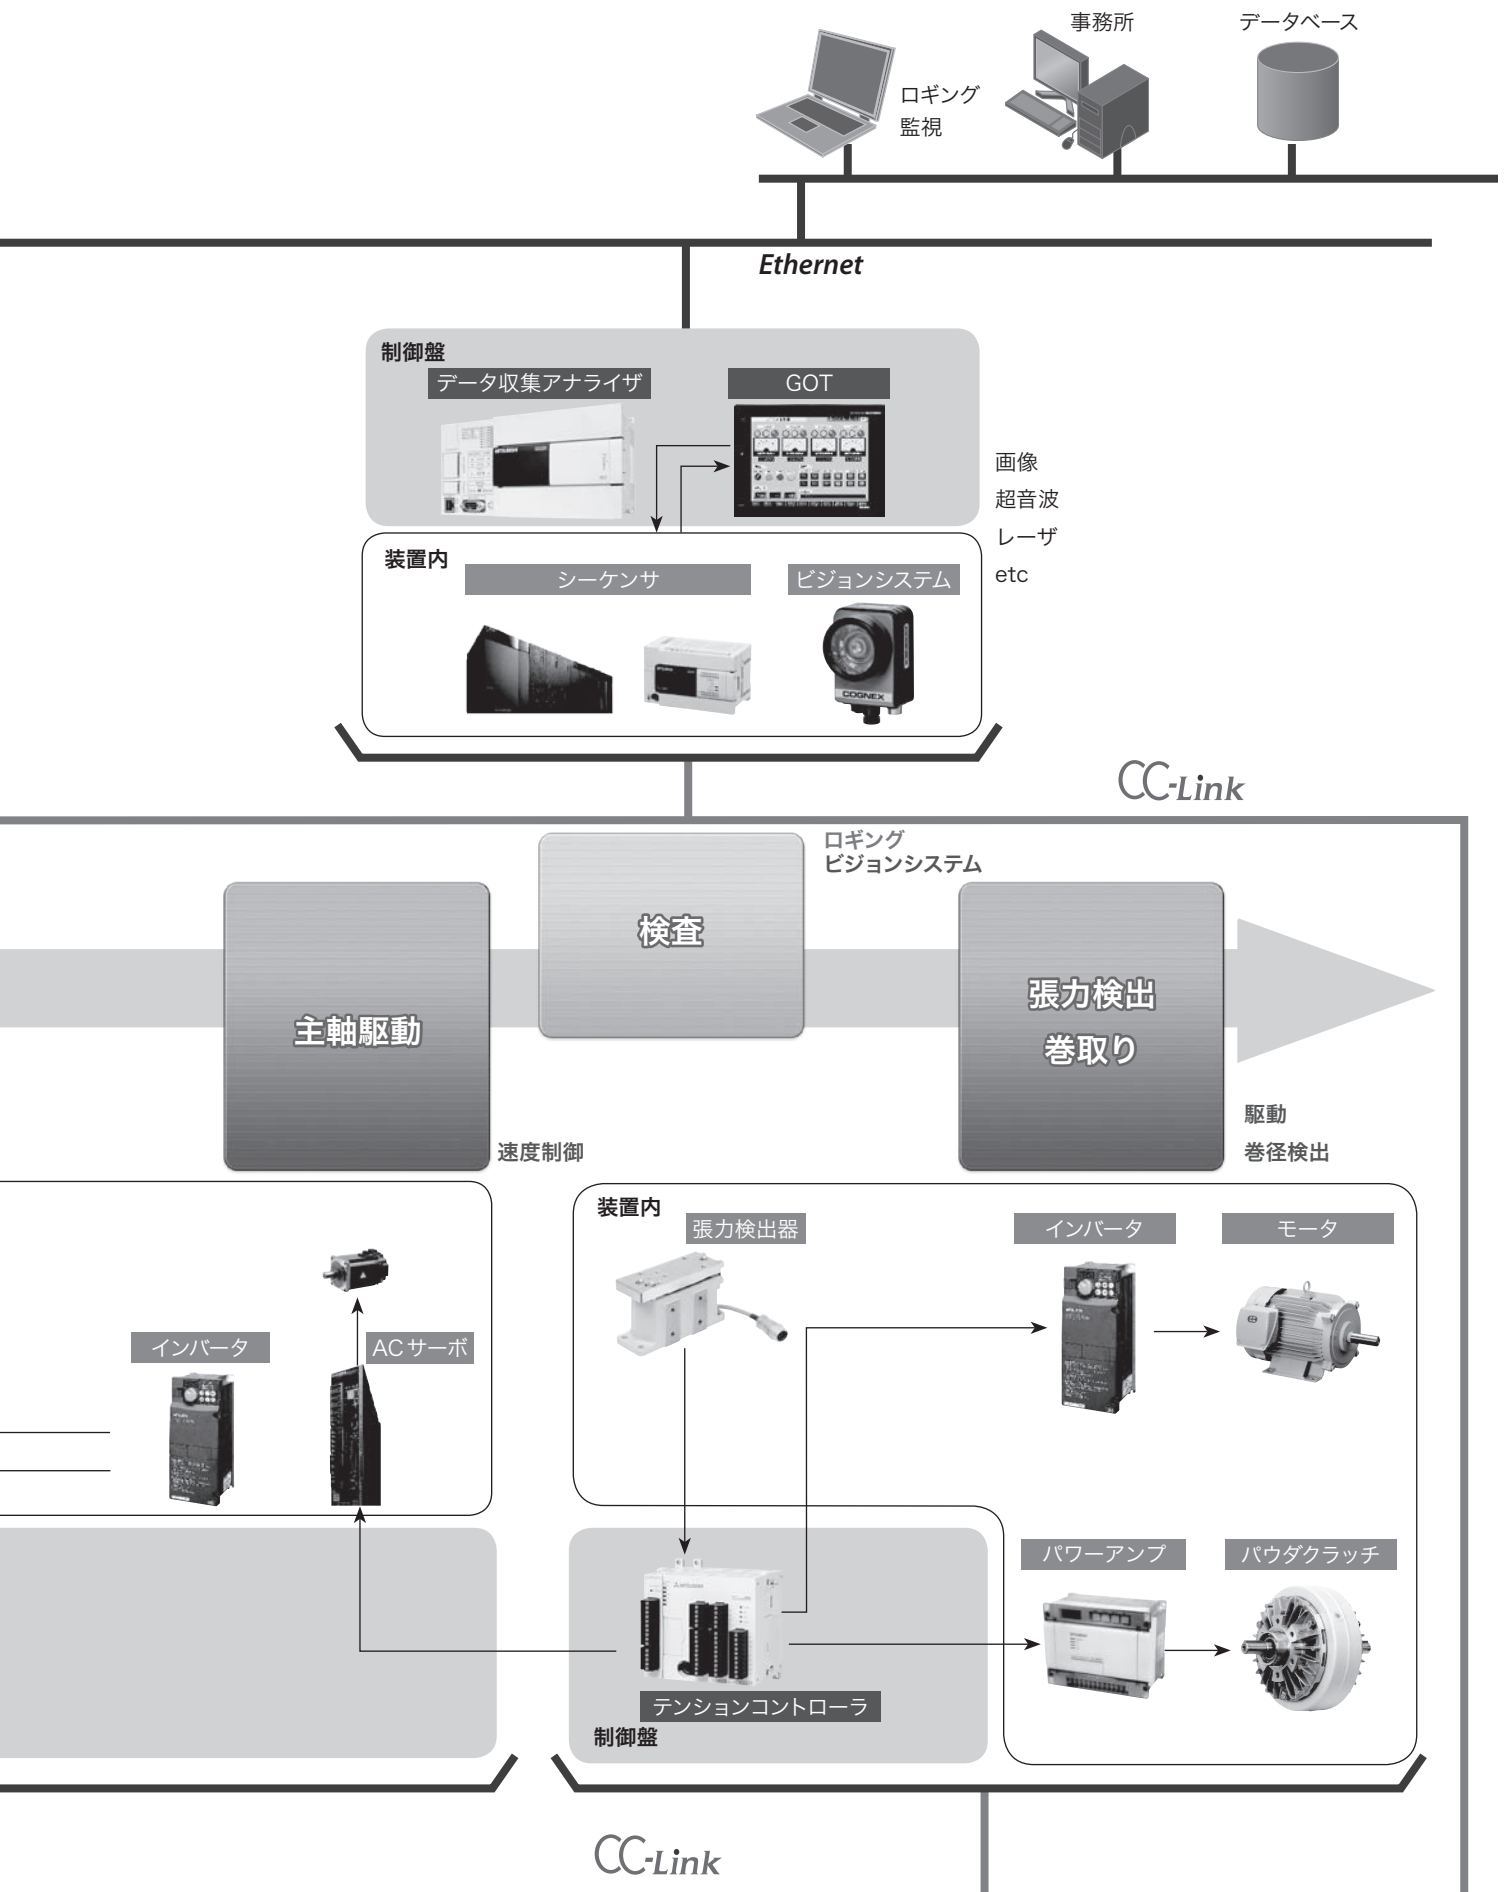 事務所
データベース
ロギング
監視
Ethernet
制御盤
データ収集アナライザ
GOT
画像
超音波
レーザ
etc
装置内
シーケンサ
ビジョンシステム
COGNEX
CC-Link
ロギング
ビジョンシステム
検査
主軸駆動
張力検出
巻取り
速度制御
駆動
巻径検出
装置内
張力検出器
インバータ
モータ
インバータ
ACサーボ
パワーアンプ
パウダクラッチ
テンションコントローラ
制御盤
CC-Link